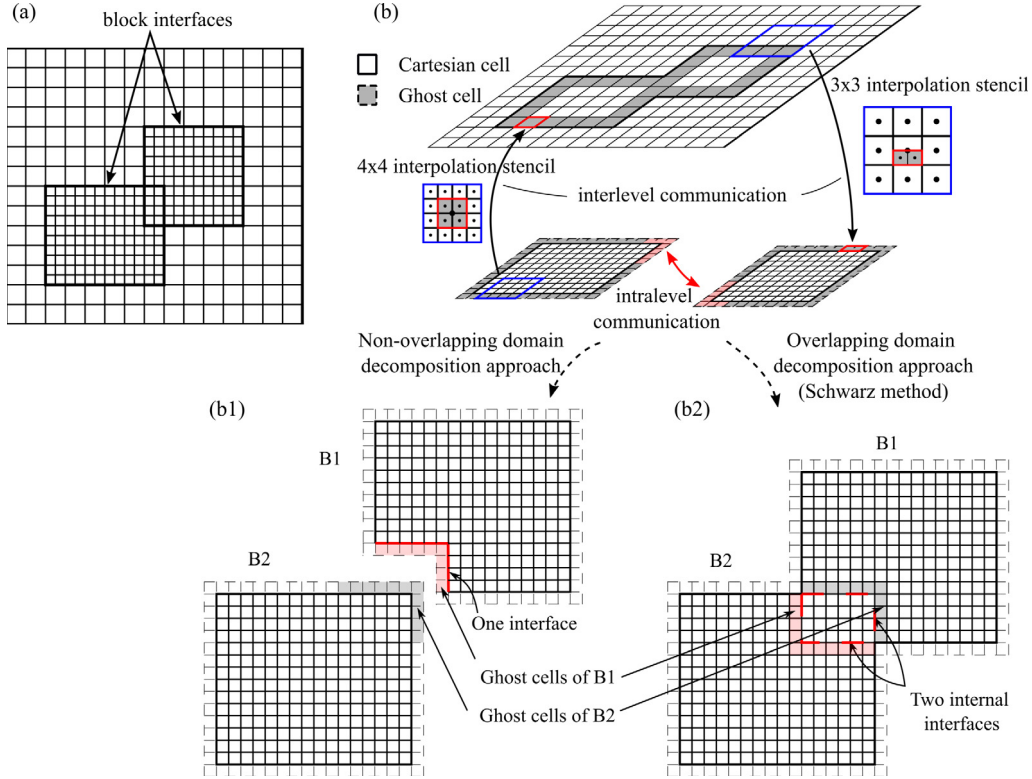 (a)
block interfaces
(b)
Cartesian cell
Ghost cell
3x3 interpolation stencil
4x4 interpolation stencil
interlevel communication
intralevel
communication
Non-overlapping domain
decomposition approach
Overlapping domain
decomposition approach
(Schwarz method)
(b1)
(b2)
B1
B1
B2
B2
One interface
Ghost cells of B1
Ghost cells of B2
Two internal
interfaces